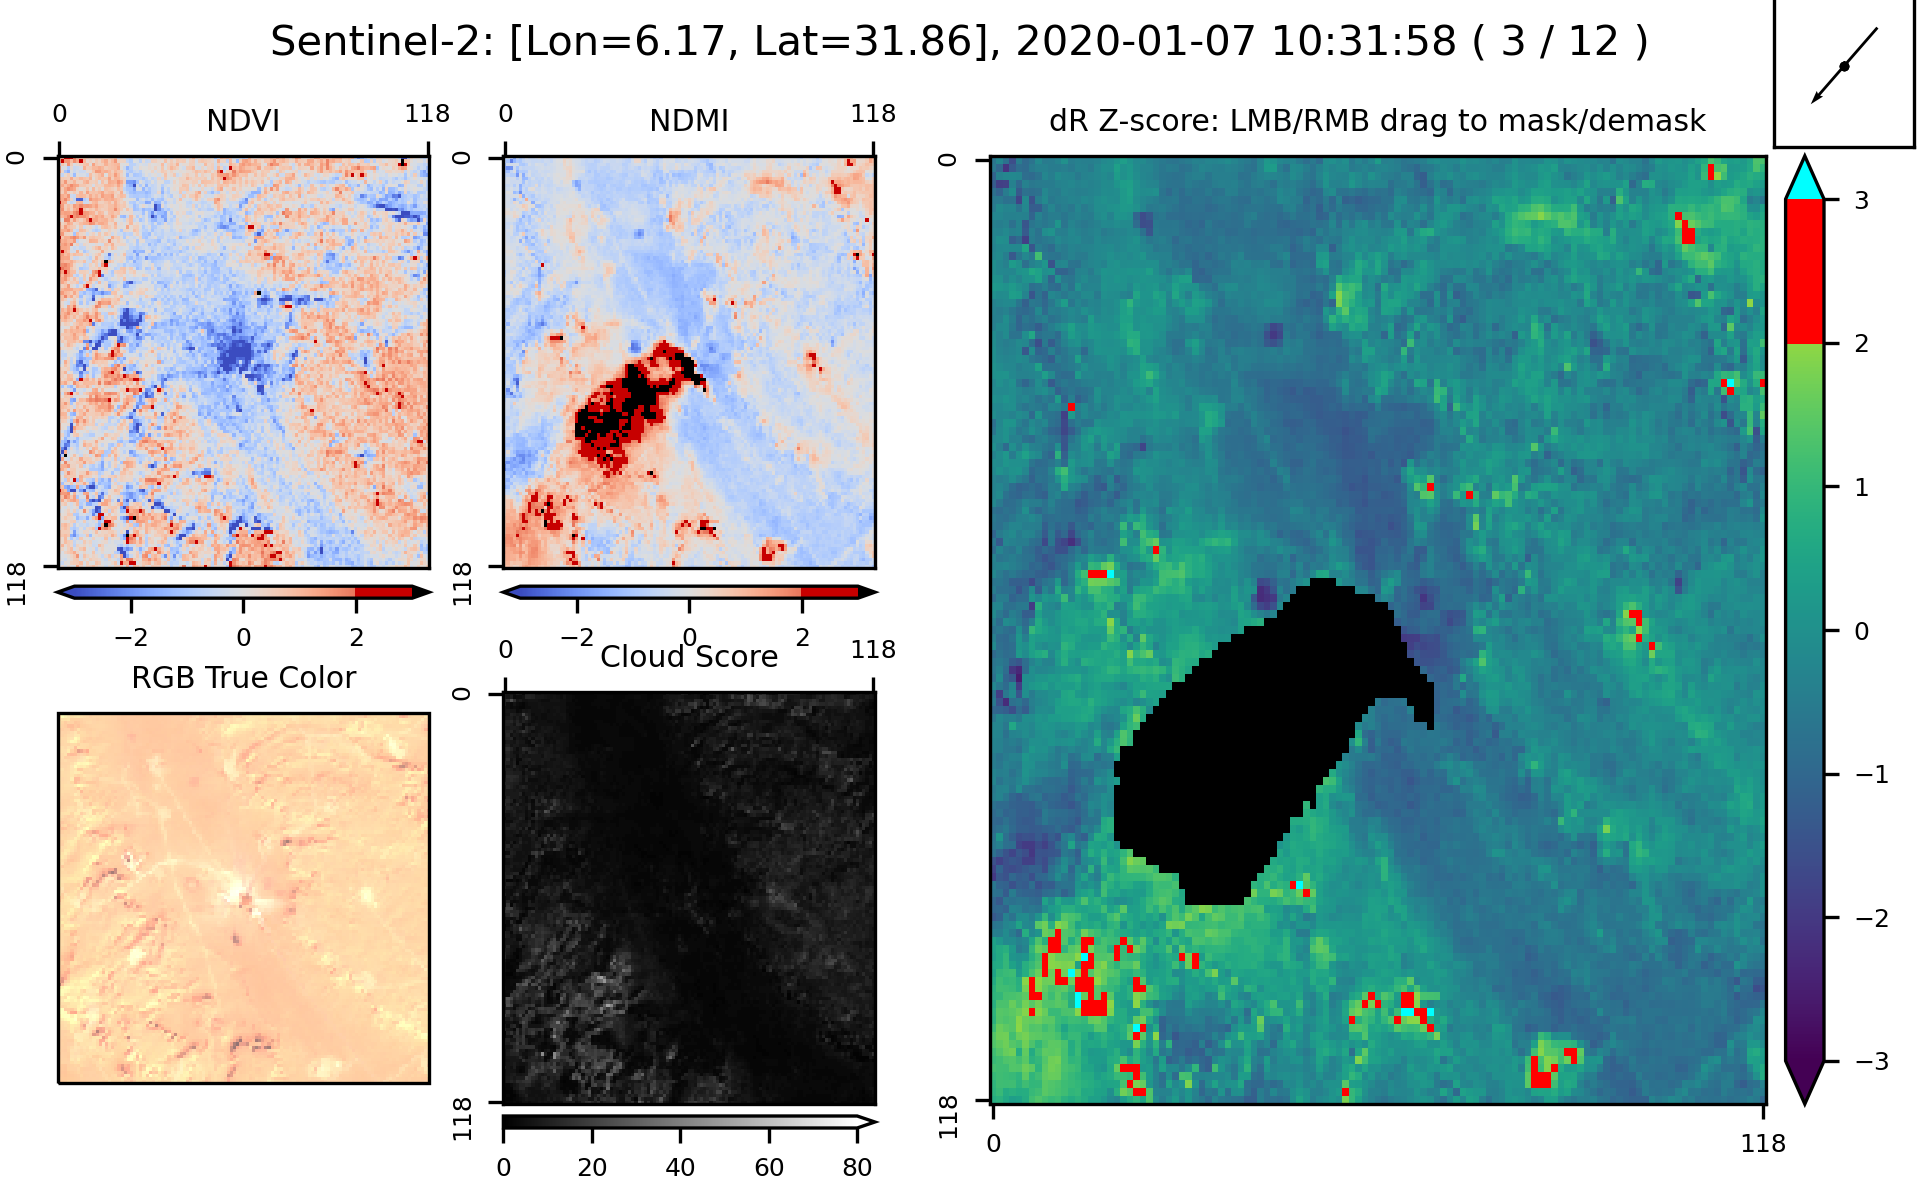 Sentinel-2: [Lon=6.17, Lat=31.86], 2020-01-07 10:31:58 ( 3 / 12 )
0 NDVI 118
0
118
−2 0 2
0 NDMI 118
0
118
−2 0 2
RGB True Color
0 Cloud Score 118
0
118
0 20 40 60 80
dR Z-score: LMB/RMB drag to mask/demask
0
118
0 118
3
2
1
0
−1
−2
−3